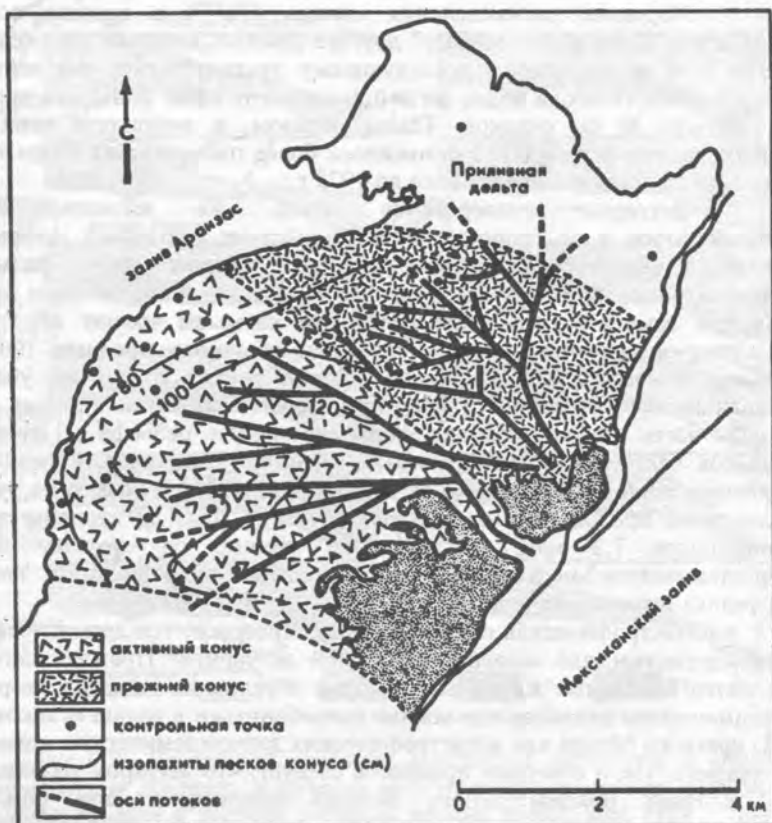 С
Приливная
дельта
залив Аранзас
80
100
120
Мексиканский залив
активный конус
прежний конус
контрольная точка
изопахиты песков конуса (см)
оси потоков
0 2 4 км